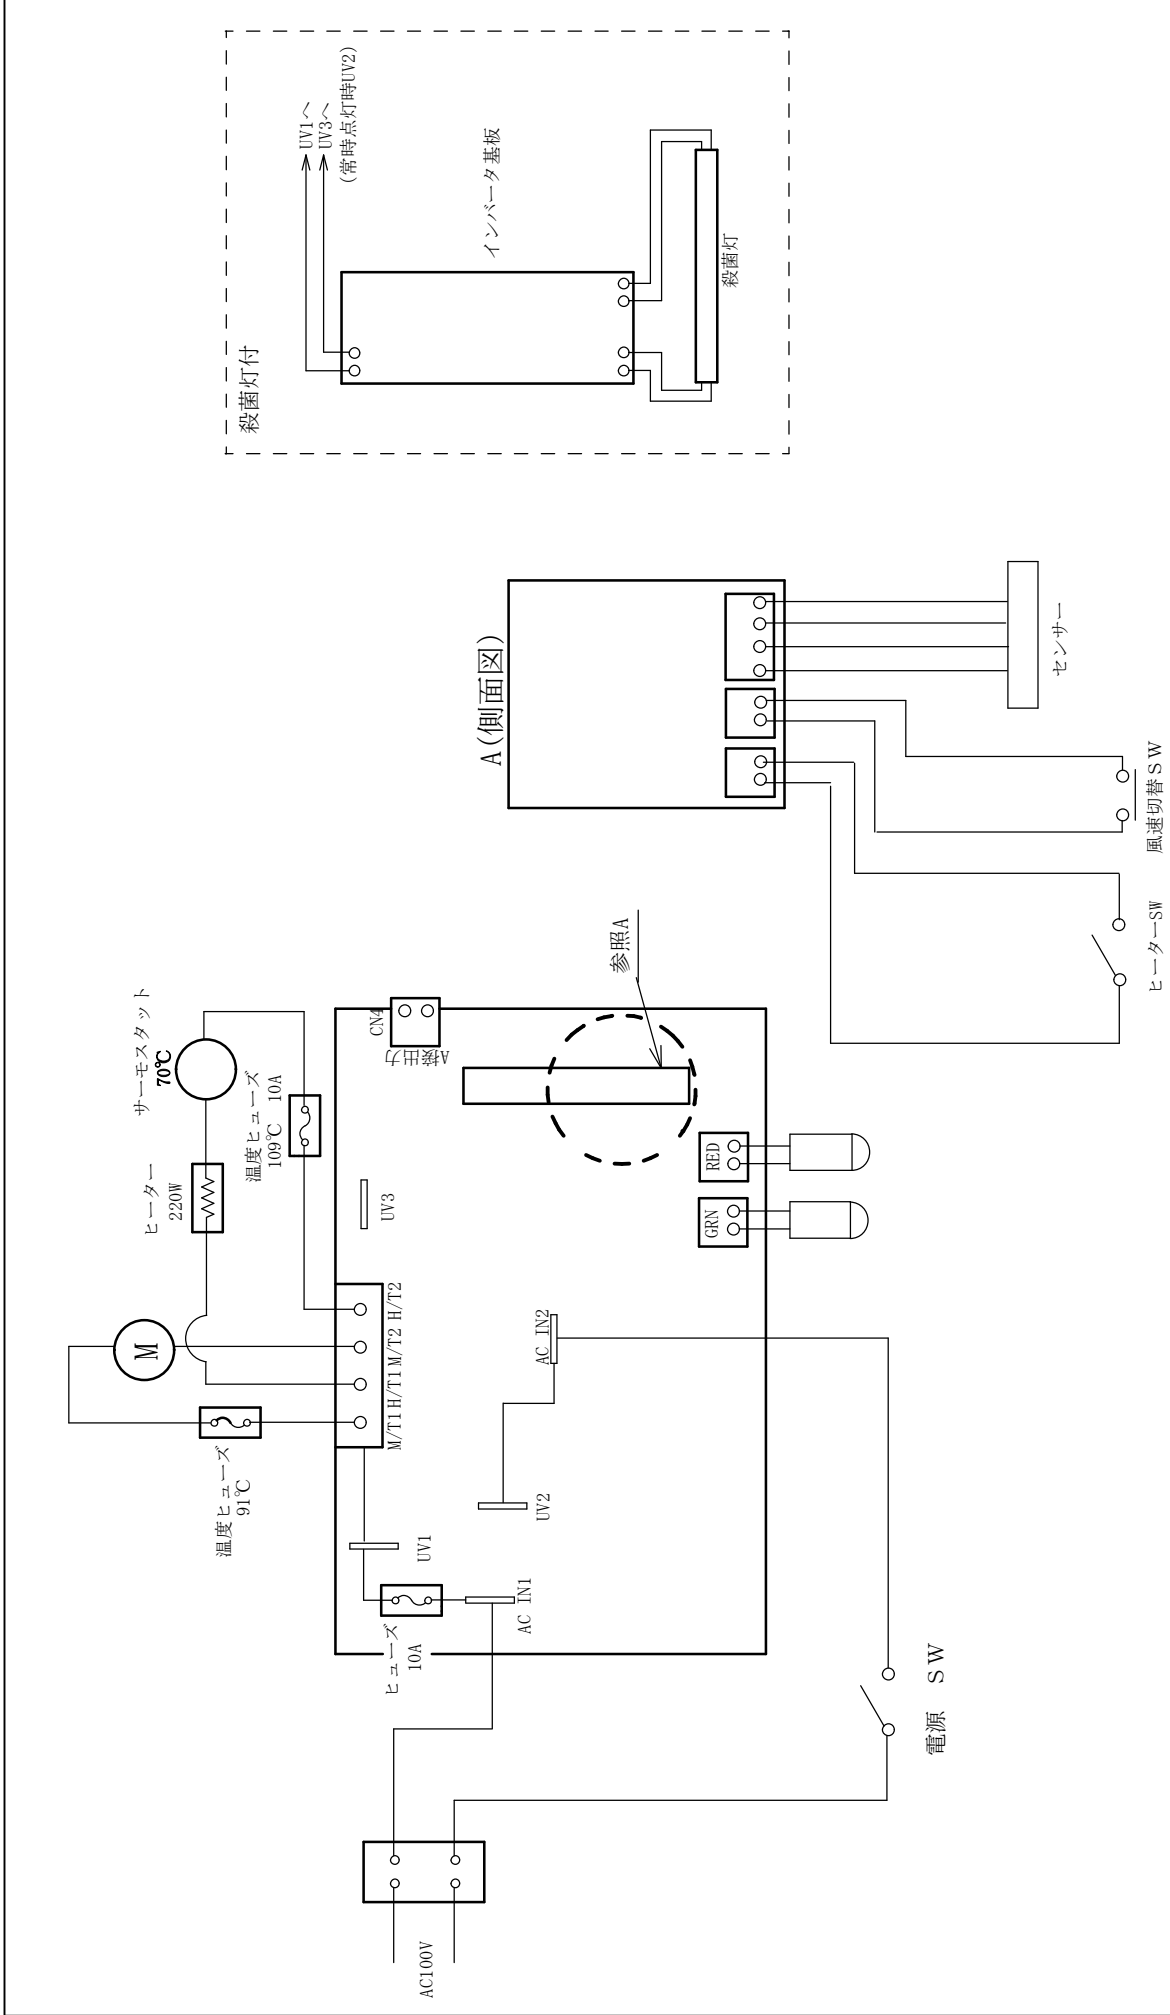 サーモスタット
70℃
ヒーター
220W
温度ヒューズ
109℃ 10A
M
温度ヒューズ
91℃
M/T1 H/T1 M/T2 H/T2
UV3
CN4
A接出力
参照A
RED
GRN
AC IN2
UV2
UV1
AC IN1
ヒューズ
10A
AC100V
電源 SW
A(側面図)
センサー
風速切替SW
ヒーターSW
殺菌灯付
UV1へ
UV3へ
(常時点灯時UV2)
インバータ基板
殺菌灯